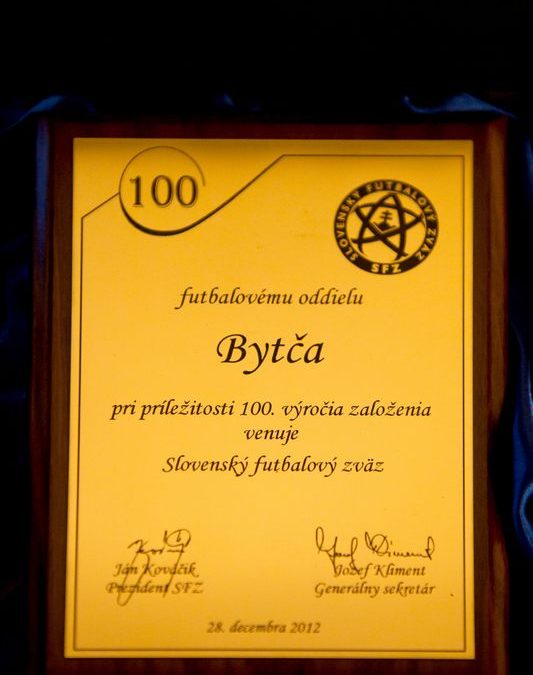 100
SLOVENSKÝ FUTBALOVÝ ZVÄZ
SFZ
futbalovému oddielu
Bytča
pri príležitosti 100. výročia založenia
venuje
Slovenský futbalový zväz
Ján Kováčik
Prezident SFZ
Jozef Kliment
Generálny sekretár
28. decembra 2012